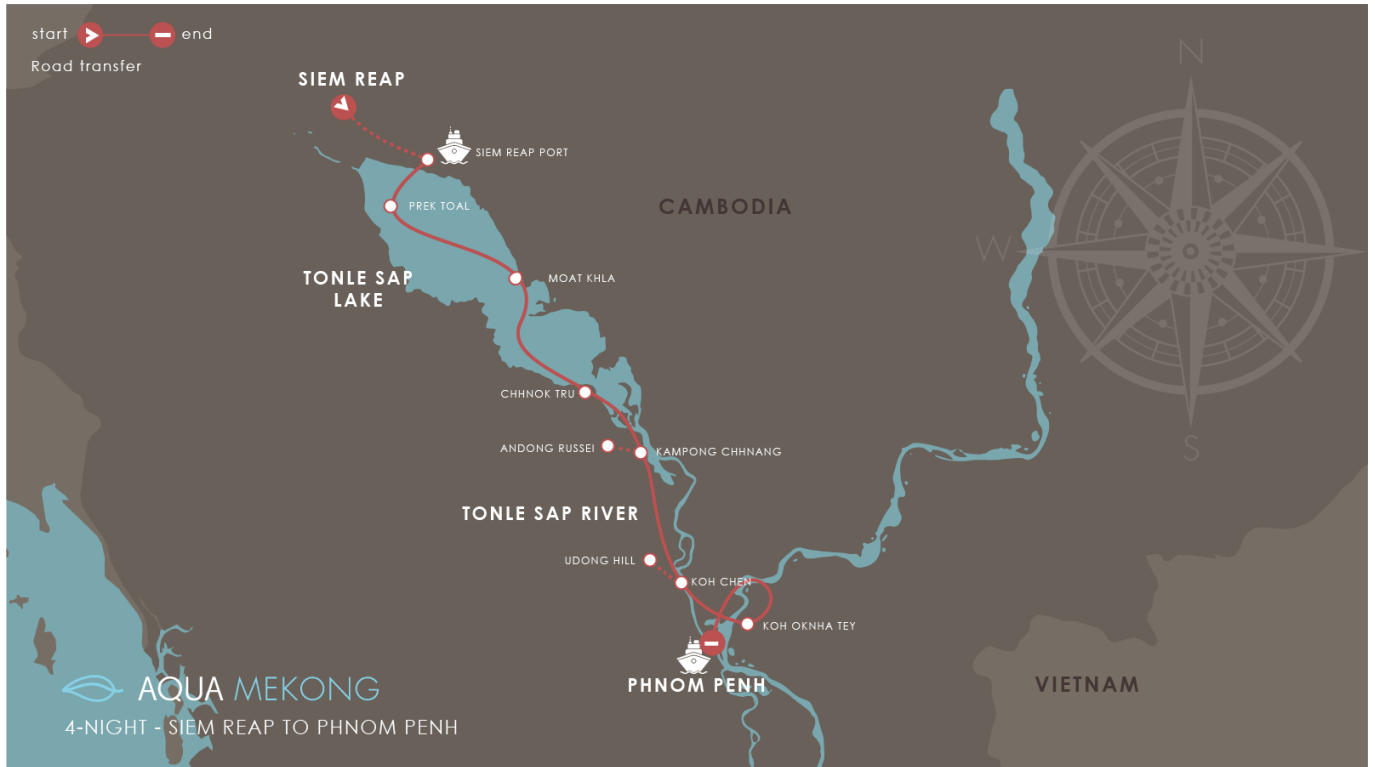 start end
Road transfer
N
SIEM REAP
SIEM REAP PORT
PREK TOAL
CAMBODIA
W
TONLE SAP
LAKE
MOAT KHLA
CHHNOK TRU
ANDONG RUSSEI
KAMPONG CHHNANG
S
TONLE SAP RIVER
UDONG HILL
KOH CHEN
KOH OKNHA TEY
PHNOM PENH
VIETNAM
AQUA MEKONG
4-NIGHT - SIEM REAP TO PHNOM PENH